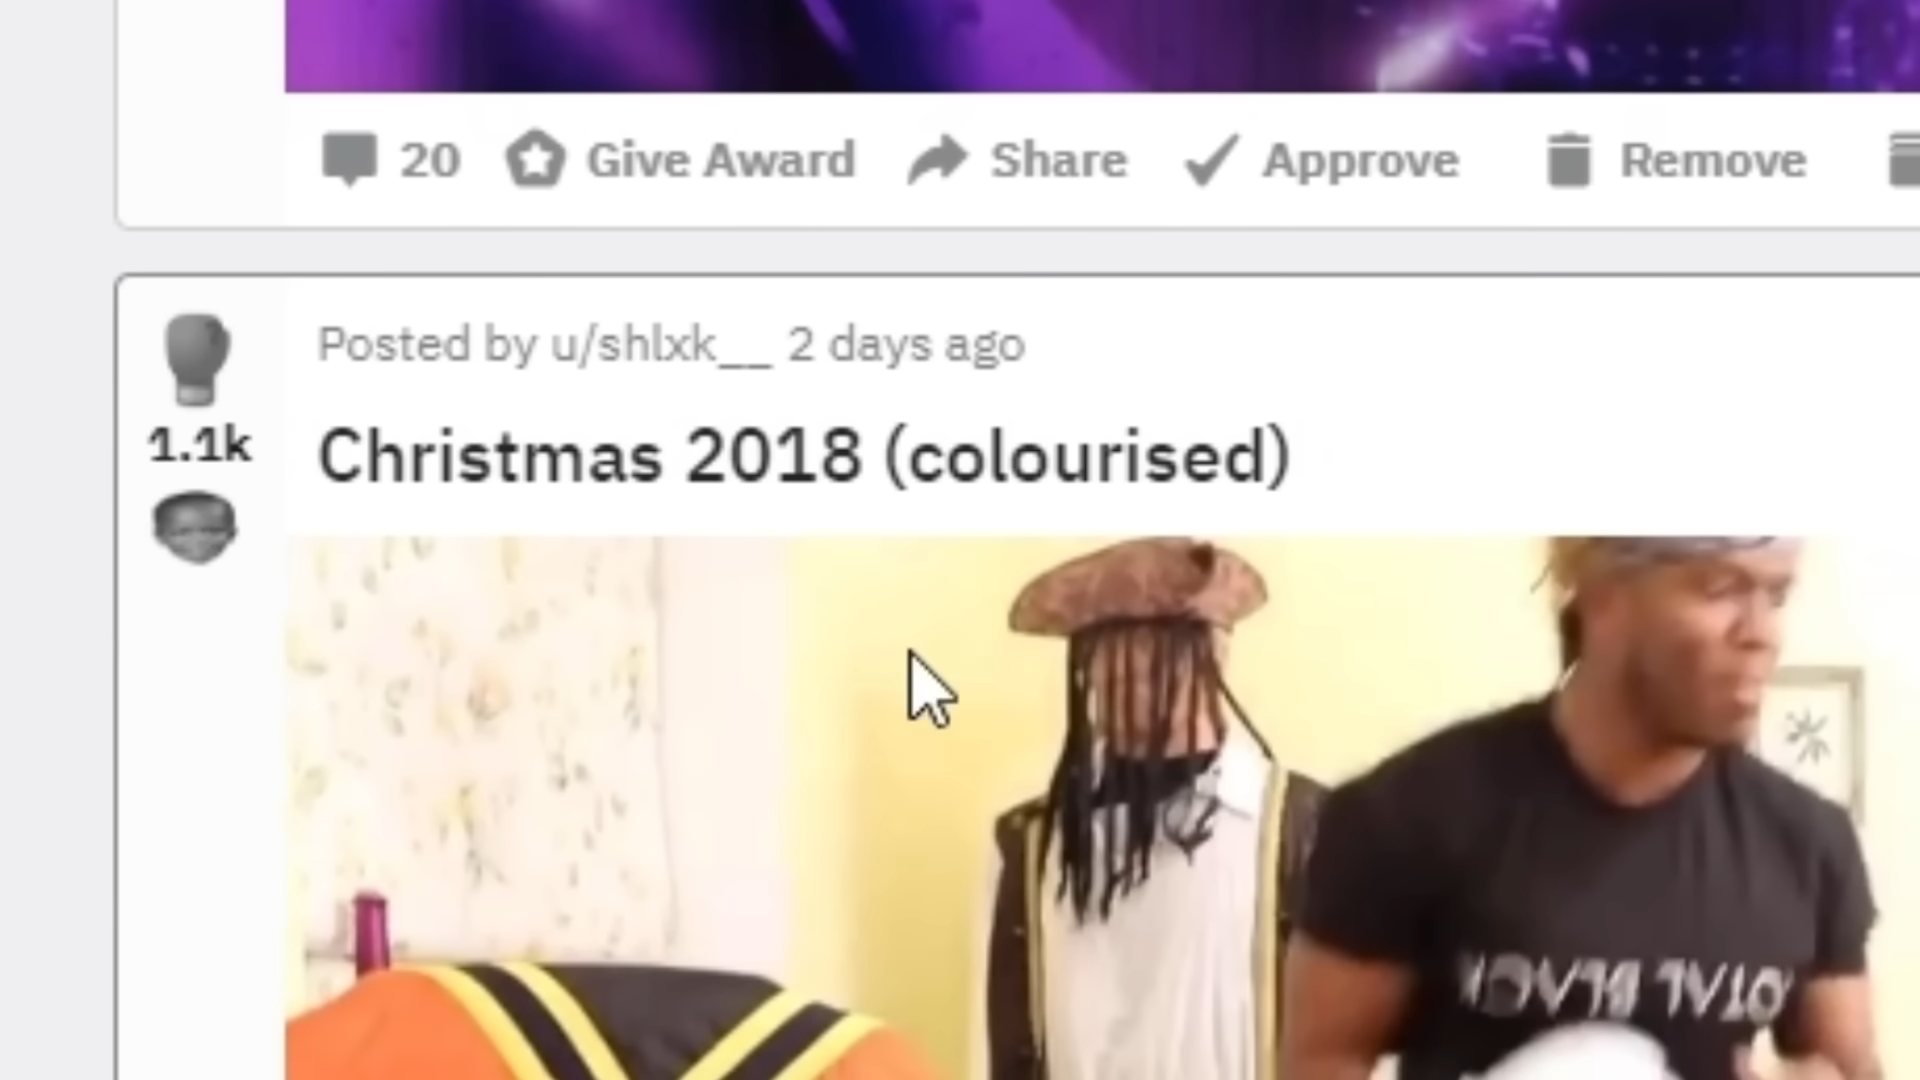 20 Give Award Share Approve Remove
Posted by u/shlxk__ 2 days ago
1.1k
Christmas 2018 (colourised)